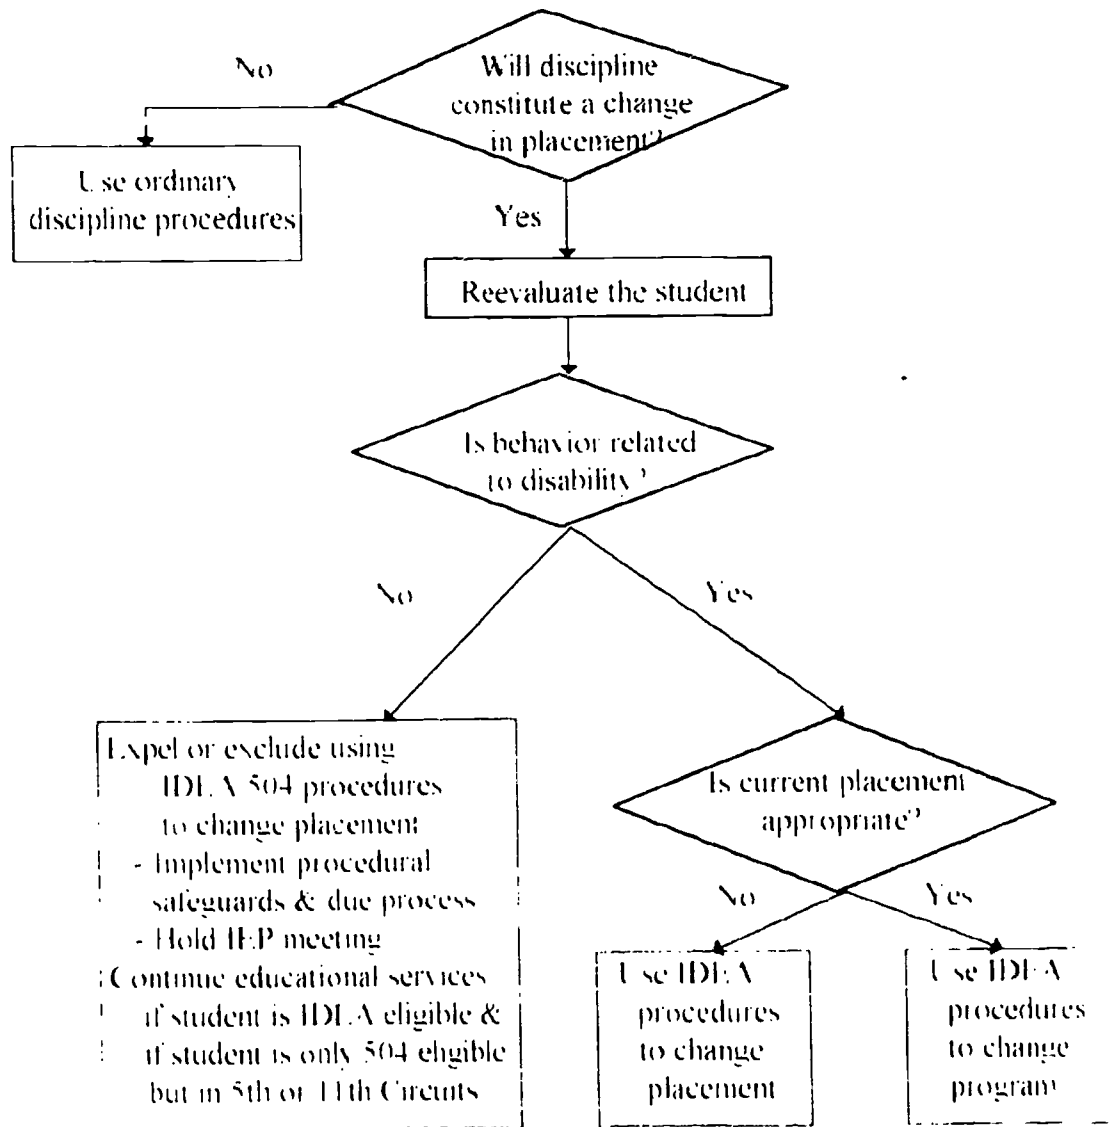 Will discipline
constitute a change
in placement?
No
Use ordinary
discipline procedures
Yes
Reevaluate the student
Is behavior related
to disability?
No
Yes
Expel or exclude using
IDEA 504 procedures
to change placement
- Implement procedural
safeguards & due process
- Hold IEP meeting
Continue educational services
if student is IDEA eligible &
if student is only 504 eligible
but in 5th or 11th Circuits
Is current placement
appropriate?
No
Yes
Use IDEA
procedures
to change
placement
Use IDEA
procedures
to change
program